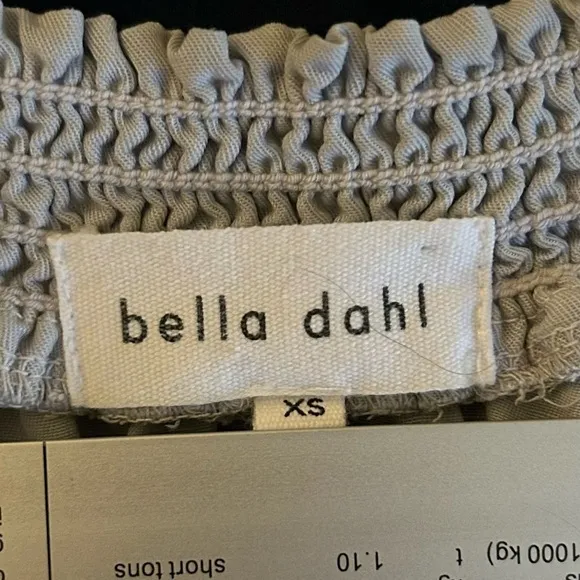 bella dahl
XS
short tons 1.10 t (1000 kg)